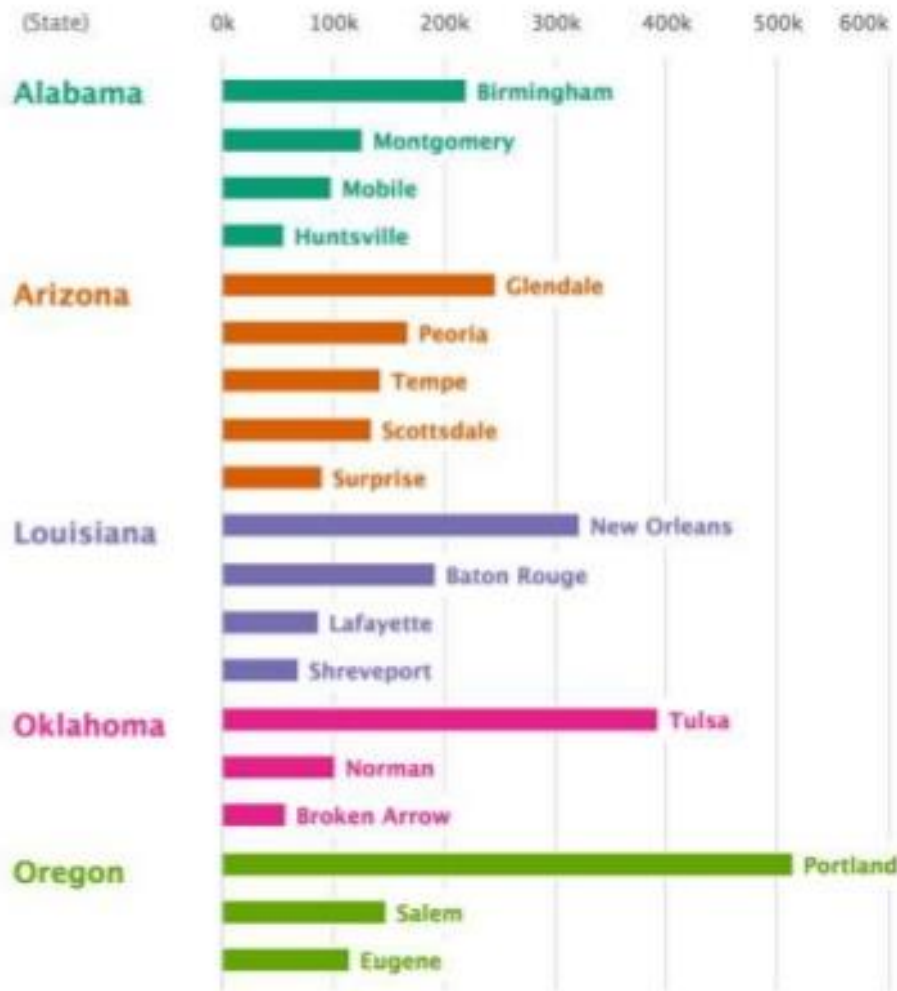 (State) 0k 100k 200k 300k 400k 500k 600k
Alabama Birmingham
Montgomery
Mobile
Huntsville
Arizona Glendale
Peoria
Tempe
Scottsdale
Surprise
Louisiana New Orleans
Baton Rouge
Lafayette
Shreveport
Oklahoma Tulsa
Norman
Broken Arrow
Oregon Portland
Salem
Eugene